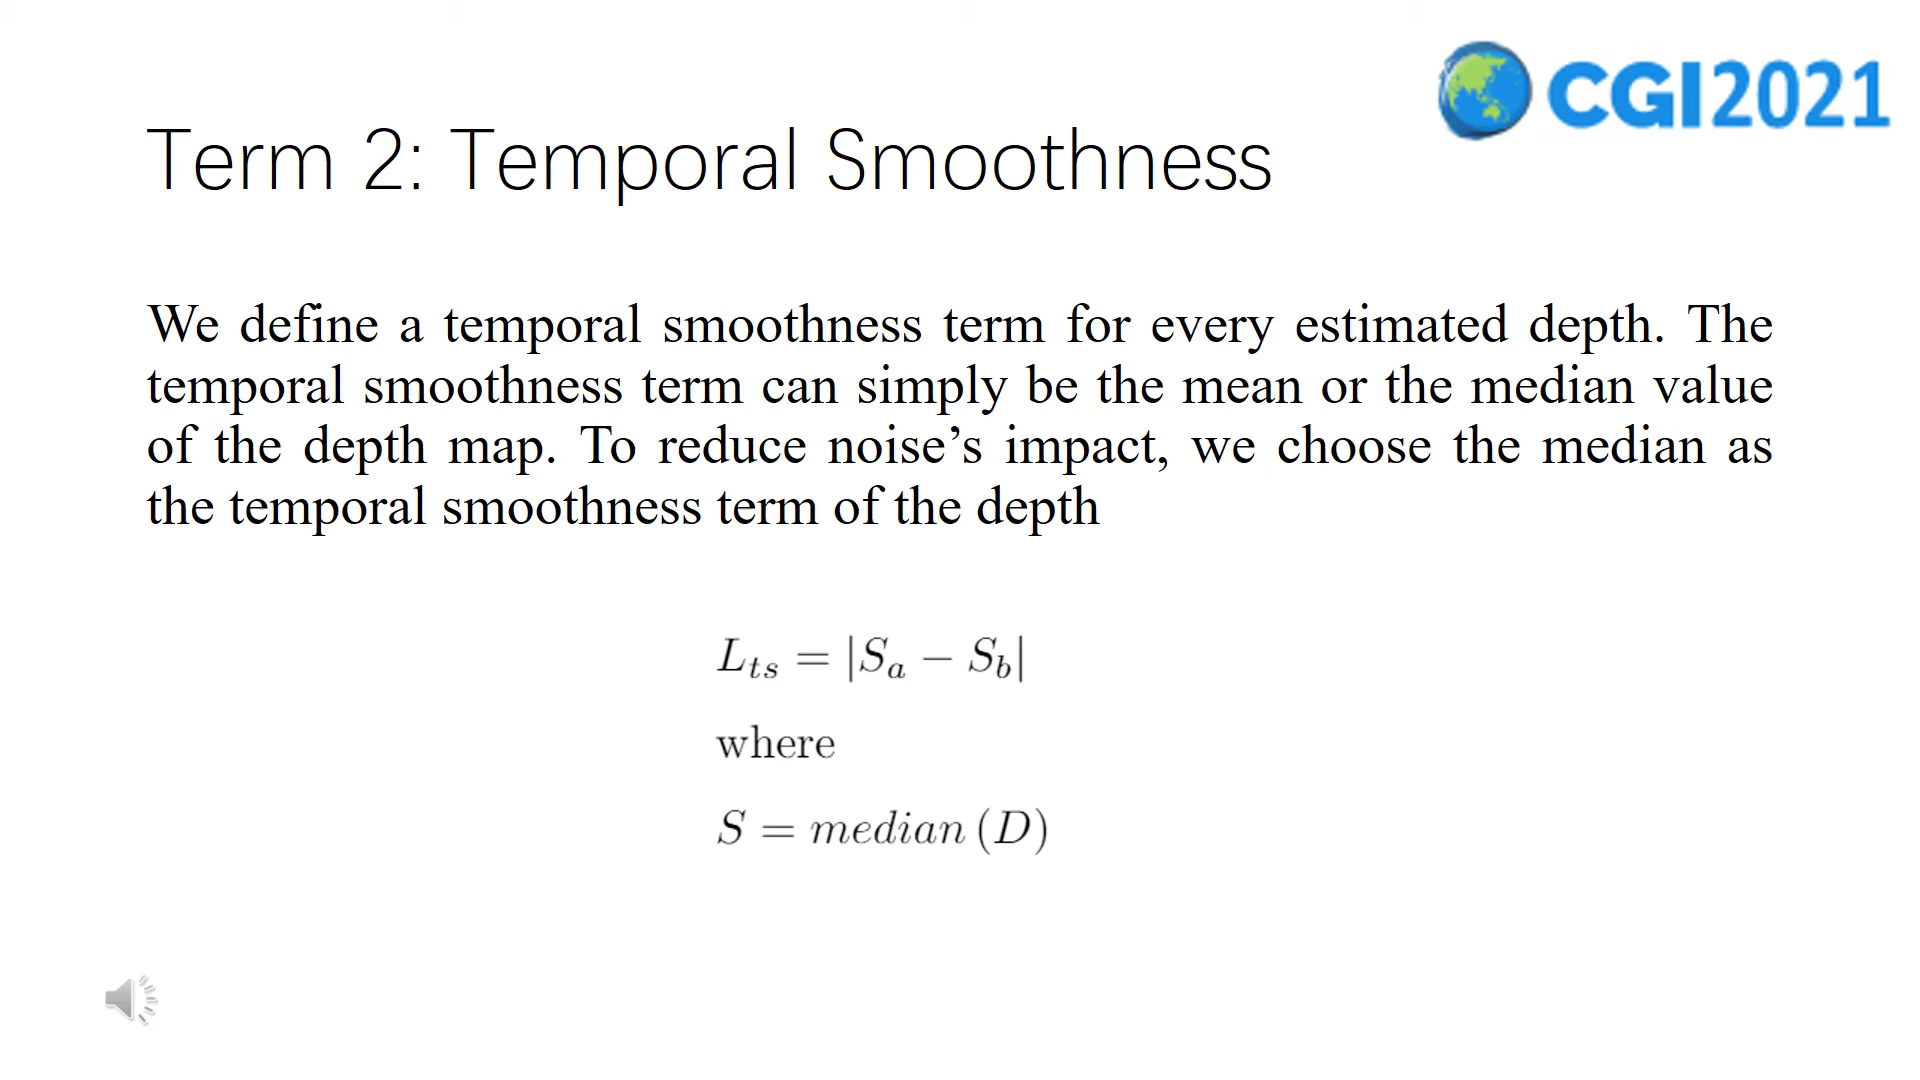 CGI2021
Term 2: Temporal Smoothness
We define a temporal smoothness term for every estimated depth. The
temporal smoothness term can simply be the mean or the median value
of the depth map. To reduce noise’s impact, we choose the median as
the temporal smoothness term of the depth
L_{ts} = |S_a − S_b|
where
S = median (D)